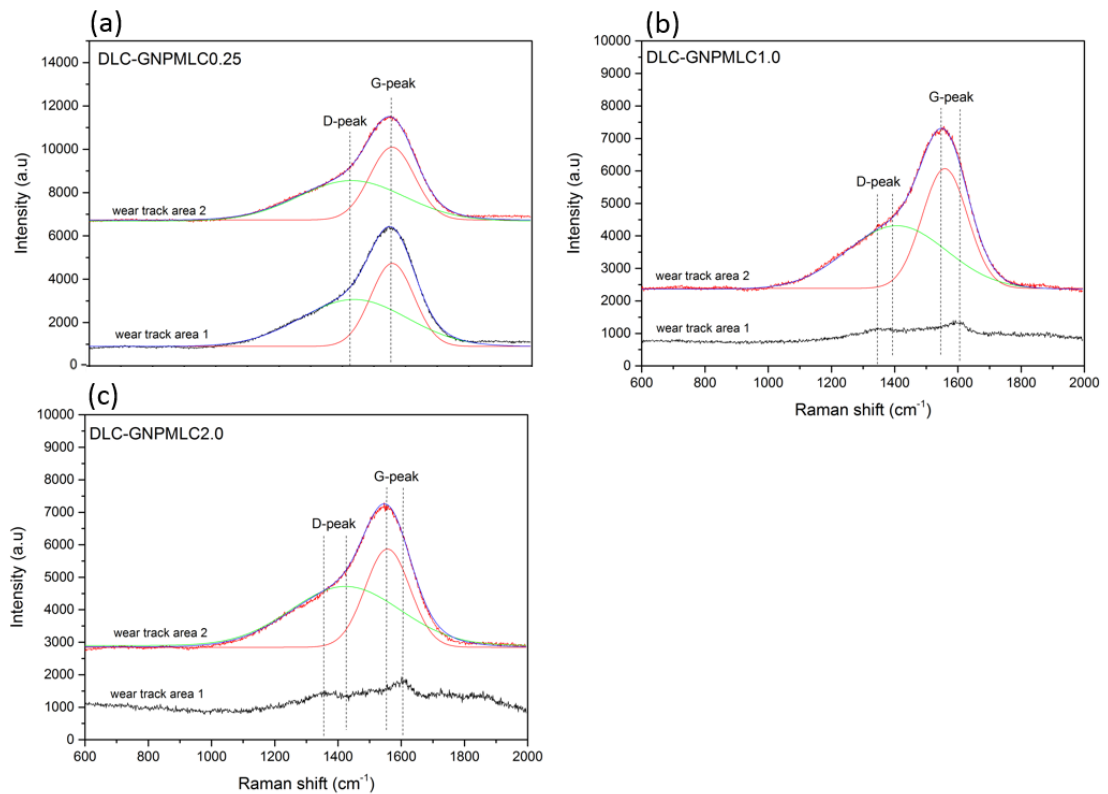 (a)
DLC-GNPMLC0.25
G-peak
D-peak
wear track area 2
wear track area 1
Intensity (a.u)
14000
12000
10000
8000
6000
4000
2000
0
(b)
DLC-GNPMLC1.0
G-peak
D-peak
wear track area 2
wear track area 1
Intensity (a.u)
10000
9000
8000
7000
6000
5000
4000
3000
2000
1000
0
600 800 1000 1200 1400 1600 1800 2000
Raman shift (cm⁻¹)
(c)
DLC-GNPMLC2.0
G-peak
D-peak
wear track area 2
wear track area 1
Intensity (a.u)
10000
9000
8000
7000
6000
5000
4000
3000
2000
1000
0
600 800 1000 1200 1400 1600 1800 2000
Raman shift (cm⁻¹)